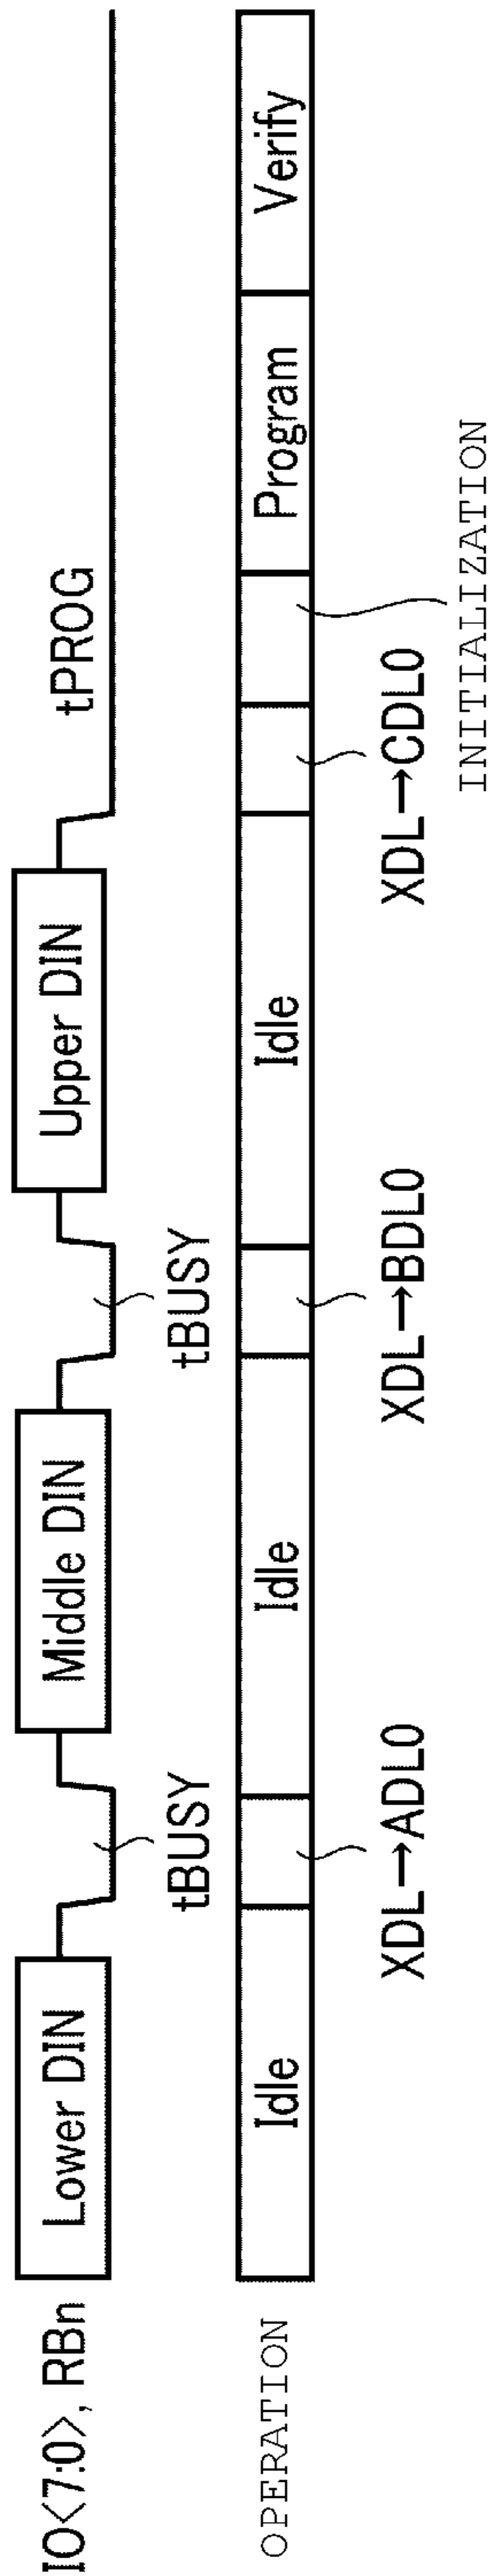 IO<7:0>, RBn
Lower DIN
Middle DIN
Upper DIN
tPROG
tBUSY
tBUSY
OPERATION
Idle
Idle
Idle
Program
Verify
XDL→ADL0
XDL→BDL0
XDL→CDL0
INITIALIZATION